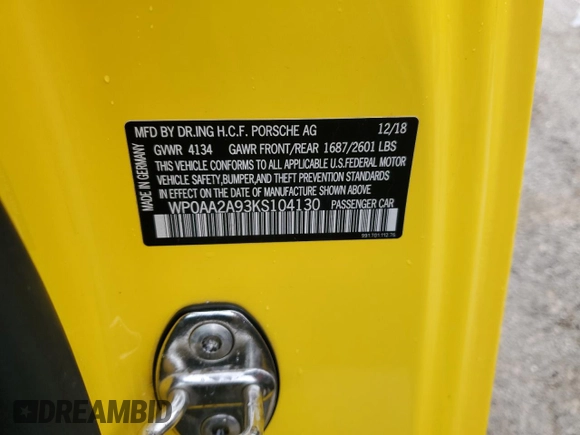 MFD BY DR.ING H.C.F. PORSCHE AG 12/18
GVWR 4134 GAWR FRONT/REAR 1687/2601 LBS
THIS VEHICLE CONFORMS TO ALL APPLICABLE U.S.FEDERAL MOTOR
VEHICLE SAFETY,BUMPER,AND THEFT PREVENTION STANDARDS
IN EFFECT ON THE DATE OF MANUFACTURE SHOWN ABOVE.
WP0AA2A93KS104130 PASSENGER CAR
MADE IN GERMANY
DREAMBID